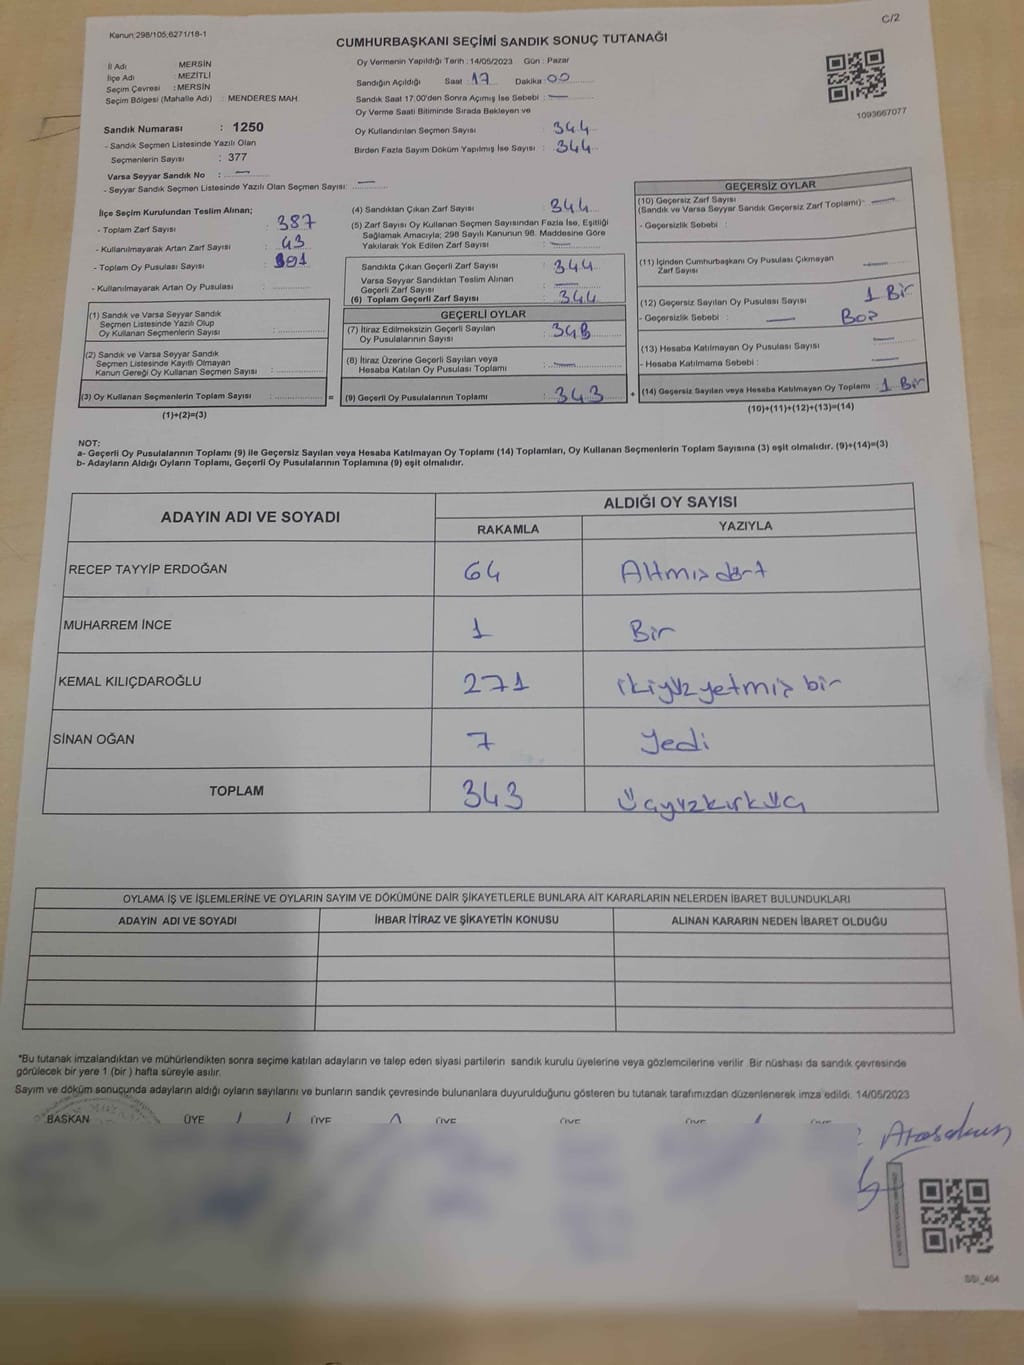 C/2
Kanun;298/105;6271/18-1
CUMHURBAŞKANI SEÇİMİ SANDIK SONUÇ TUTANAĞI
İl Adı : MERSİN
İlçe Adı : MEZİTLİ
Seçim Çevresi : MERSİN
Seçim Bölgesi (Mahalle Adı) : MENDERES MAH.
Sandık Numarası : 1250
- Sandık Seçmen Listesinde Yazılı Olan
Seçmenlerin Sayısı : 377
Varsa Seyyar Sandık No : —
- Seyyar Sandık Seçmen Listesinde Yazılı Olan Seçmen Sayısı: —
Oy Vermenin Yapıldığı Tarih : 14/05/2023 Gün : Pazar
Sandığın Açıldığı Saat : 17 Dakika : 00
Sandık Saat 17:00'den Sonra Açılmış İse Sebebi : —
Oy Verme Saati Bitiminde Sırada Bekleyen ve
Oy Kullandırılan Seçmen Sayısı : 344
Birden Fazla Sayım Döküm Yapılmış İse Sayısı : 344
1093667077
İlçe Seçim Kurulundan Teslim Alınan;
- Toplam Zarf Sayısı : 387
- Kullanılmayarak Artan Zarf Sayısı : 43
- Toplam Oy Pusulası Sayısı :
- Kullanılmayarak Artan Oy Pusulası :
(1) Sandık ve Varsa Seyyar Sandık
Seçmen Listesinde Yazılı Olup
Oy Kullanan Seçmenlerin Sayısı :
(2) Sandık ve Varsa Seyyar Sandık
Seçmen Listesinde Kayıtlı Olmayan
Kanun Gereği Oy Kullanan Seçmen Sayısı :
(3) Oy Kullanan Seçmenlerin Toplam Sayısı : =
(1)+(2)=(3)
(4) Sandıktan Çıkan Zarf Sayısı : 344
(5) Zarf Sayısı Oy Kullanan Seçmen Sayısından Fazla İse, Eşitliği
Sağlamak Amacıyla; 298 Sayılı Kanunun 98. Maddesine Göre
Yakılarak Yok Edilen Zarf Sayısı : —
Sandıkta Çıkan Geçerli Zarf Sayısı : 344
Varsa Seyyar Sandıktan Teslim Alınan
Geçerli Zarf Sayısı : —
(6) Toplam Geçerli Zarf Sayısı : 344
GEÇERLİ OYLAR
(7) İtiraz Edilmeksizin Geçerli Sayılan
Oy Pusulalarının Sayısı : 343
(8) İtiraz Üzerine Geçerli Sayılan veya
Hesaba Katılan Oy Pusulası Toplamı : —
(9) Geçerli Oy Pusulalarının Toplamı : 343 +
GEÇERSİZ OYLAR
(10) Geçersiz Zarf Sayısı
(Sandık ve Varsa Seyyar Sandık Geçersiz Zarf Toplamı): —
- Geçersizlik Sebebi :
(11) İçinden Cumhurbaşkanı Oy Pusulası Çıkmayan
Zarf Sayısı : —
(12) Geçersiz Sayılan Oy Pusulası Sayısı : 1 Bir
- Geçersizlik Sebebi : — Boş
(13) Hesaba Katılmayan Oy Pusulası Sayısı : —
- Hesaba Katılmama Sebebi : —
(14) Geçersiz Sayılan veya Hesaba Katılmayan Oy Toplamı : 1 Bir
(10)+(11)+(12)+(13)=(14)
NOT:
a- Geçerli Oy Pusulalarının Toplamı (9) ile Geçersiz Sayılan veya Hesaba Katılmayan Oy Toplamı (14) Toplamları, Oy Kullanan Seçmenlerin Toplam Sayısına (3) eşit olmalıdır. (9)+(14)=(3)
b- Adayların Aldığı Oyların Toplamı, Geçerli Oy Pusulalarının Toplamına (9) eşit olmalıdır.
ADAYIN ADI VE SOYADI
ALDIĞI OY SAYISI
RAKAMLA YAZIYLA
RECEP TAYYİP ERDOĞAN 64 Altmış dört
MUHARREM İNCE 1 Bir
KEMAL KILIÇDAROĞLU 271 ikiyüzyetmiş bir
SİNAN OĞAN 7 Yedi
TOPLAM 343 Üçyüzkırküç
OYLAMA İŞ VE İŞLEMLERİNE VE OYLARIN SAYIM VE DÖKÜMÜNE DAİR ŞİKAYETLERLE BUNLARA AİT KARARLARIN NELERDEN İBARET BULUNDUKLARI
ADAYIN ADI VE SOYADI İHBAR İTİRAZ VE ŞİKAYETİN KONUSU ALINAN KARARIN NEDEN İBARET OLDUĞU
*Bu tutanak imzalandıktan ve mühürlendikten sonra seçime katılan adayların ve talep eden siyasi partilerin sandık kurulu üyelerine veya gözlemcilerine verilir. Bir nüshası da sandık çevresinde
görülecek bir yere 1 (bir ) hafta süreyle asılır.
Sayım ve döküm sonucunda adayların aldığı oyların sayılarını ve bunların sandık çevresinde bulunanlara duyurulduğunu gösteren bu tutanak tarafımızdan düzenlenerek imza edildi. 14/05/2023
BAŞKAN ÜYE ÜYE ÜYE ÜYE ÜYE ÜYE
SSI_404